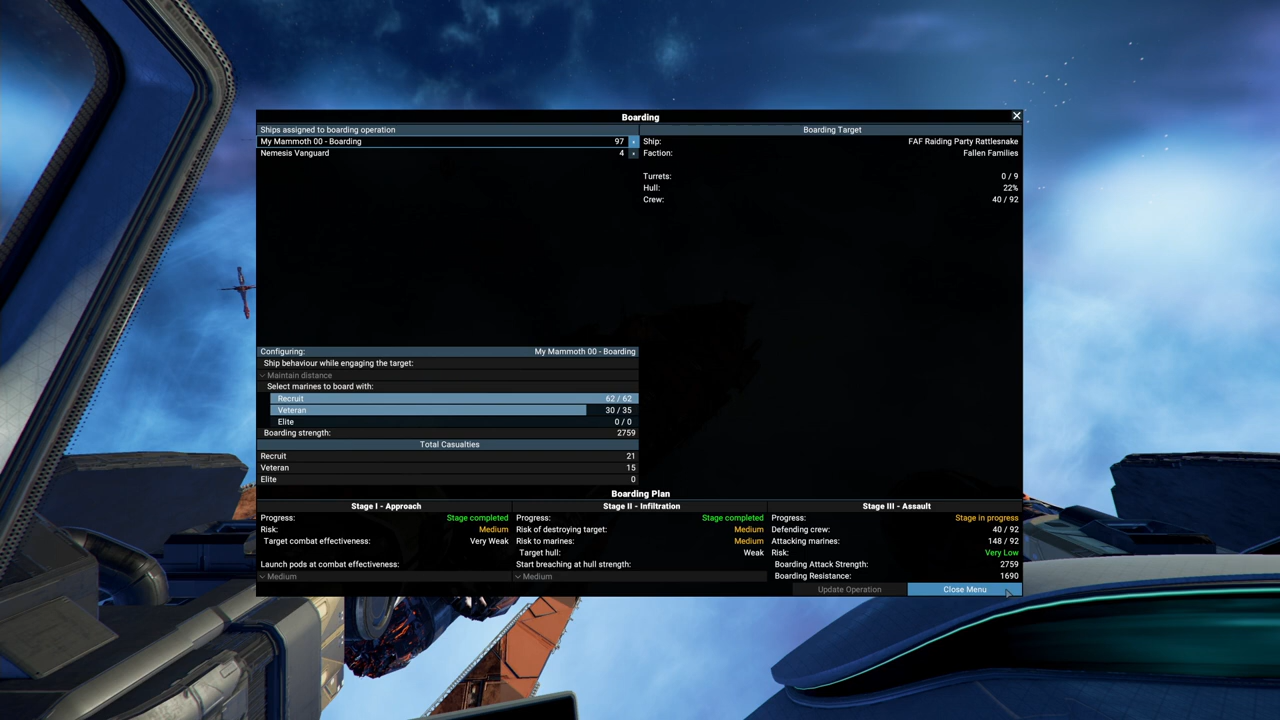 Boarding
Ships assigned to boarding operation
My Mammoth 00 - Boarding 97
Nemesis Vanguard 4
Boarding Target
Ship: FAF Raiding Party Rattlesnake
Faction: Fallen Families
Turrets: 0 / 9
Hull: 22%
Crew: 40 / 92
Configuring: My Mammoth 00 - Boarding
Ship behaviour while engaging the target:
Maintain distance
Select marines to board with:
Recruit 62 / 62
Veteran 30 / 35
Elite 0 / 0
Boarding strength: 2759
Total Casualties
Recruit 21
Veteran 15
Elite 0
Boarding Plan
Stage I - Approach
Progress: Stage completed
Risk: Medium
Target combat effectiveness: Very Weak
Launch pods at combat effectiveness:
Medium
Stage II - Infiltration
Progress: Stage completed
Risk of destroying target: Medium
Risk to marines: Medium
Target hull: Weak
Start breaching at hull strength:
Medium
Stage III - Assault
Progress: Stage in progress
Defending crew: 40 / 92
Attacking marines: 148 / 92
Risk: Very Low
Boarding Attack Strength: 2759
Boarding Resistance: 1690
Update Operation
Close Menu